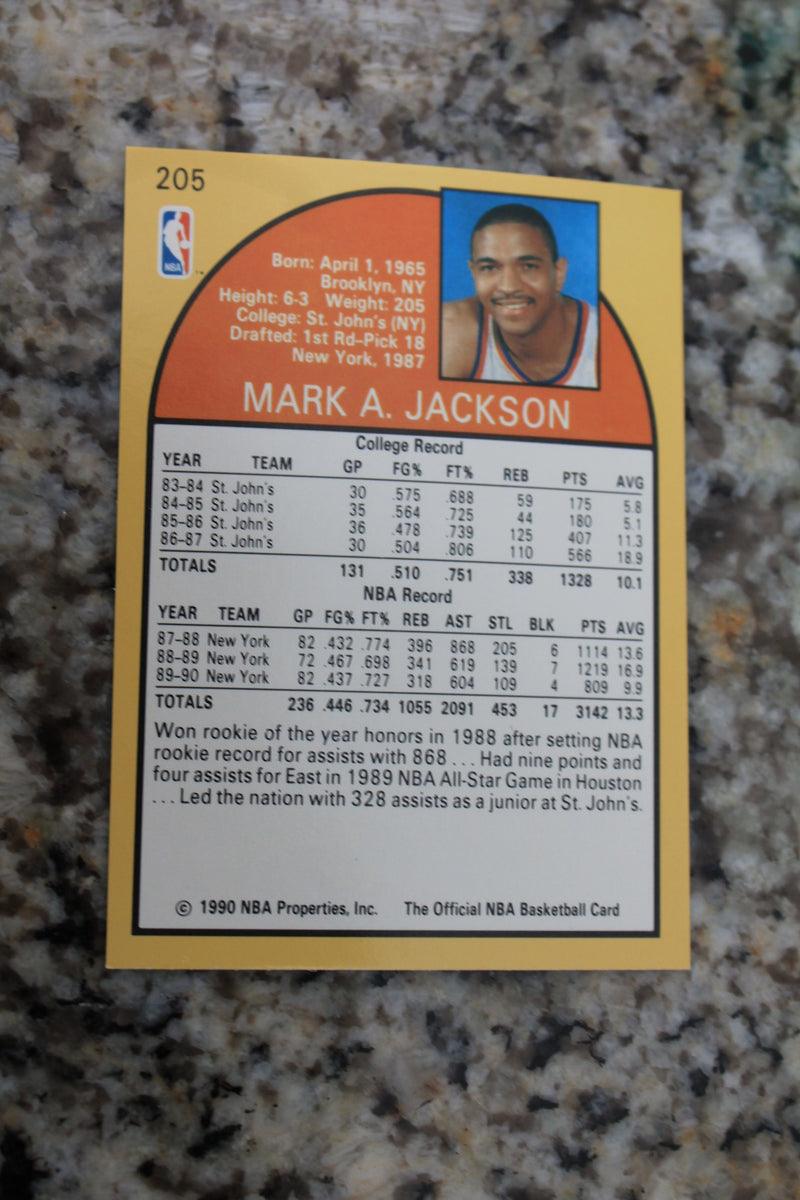 205
NBA
™
Born: April 1, 1965
Brooklyn, NY
Height: 6-3 Weight: 205
College: St. John's (NY)
Drafted: 1st Rd–Pick 18
New York, 1987
MARK A. JACKSON
College Record
YEAR TEAM GP FG% FT% REB PTS AVG
83–84 St. John's 30 .575 .688 59 175 5.8
84–85 St. John's 35 .564 .725 44 180 5.1
85–86 St. John's 36 .478 .739 125 407 11.3
86–87 St. John's 30 .504 .806 110 566 18.9
TOTALS 131 .510 .751 338 1328 10.1
NBA Record
YEAR TEAM GP FG% FT% REB AST STL BLK PTS AVG
87–88 New York 82 .432 .774 396 868 205 6 1114 13.6
88–89 New York 72 .467 .698 341 619 139 7 1219 16.9
89–90 New York 82 .437 .727 318 604 109 4 809 9.9
TOTALS 236 .446 .734 1055 2091 453 17 3142 13.3
Won rookie of the year honors in 1988 after setting NBA
rookie record for assists with 868 . . . Had nine points and
four assists for East in 1989 NBA All-Star Game in Houston
. . . Led the nation with 328 assists as a junior at St. John's.
© 1990 NBA Properties, Inc. The Official NBA Basketball Card